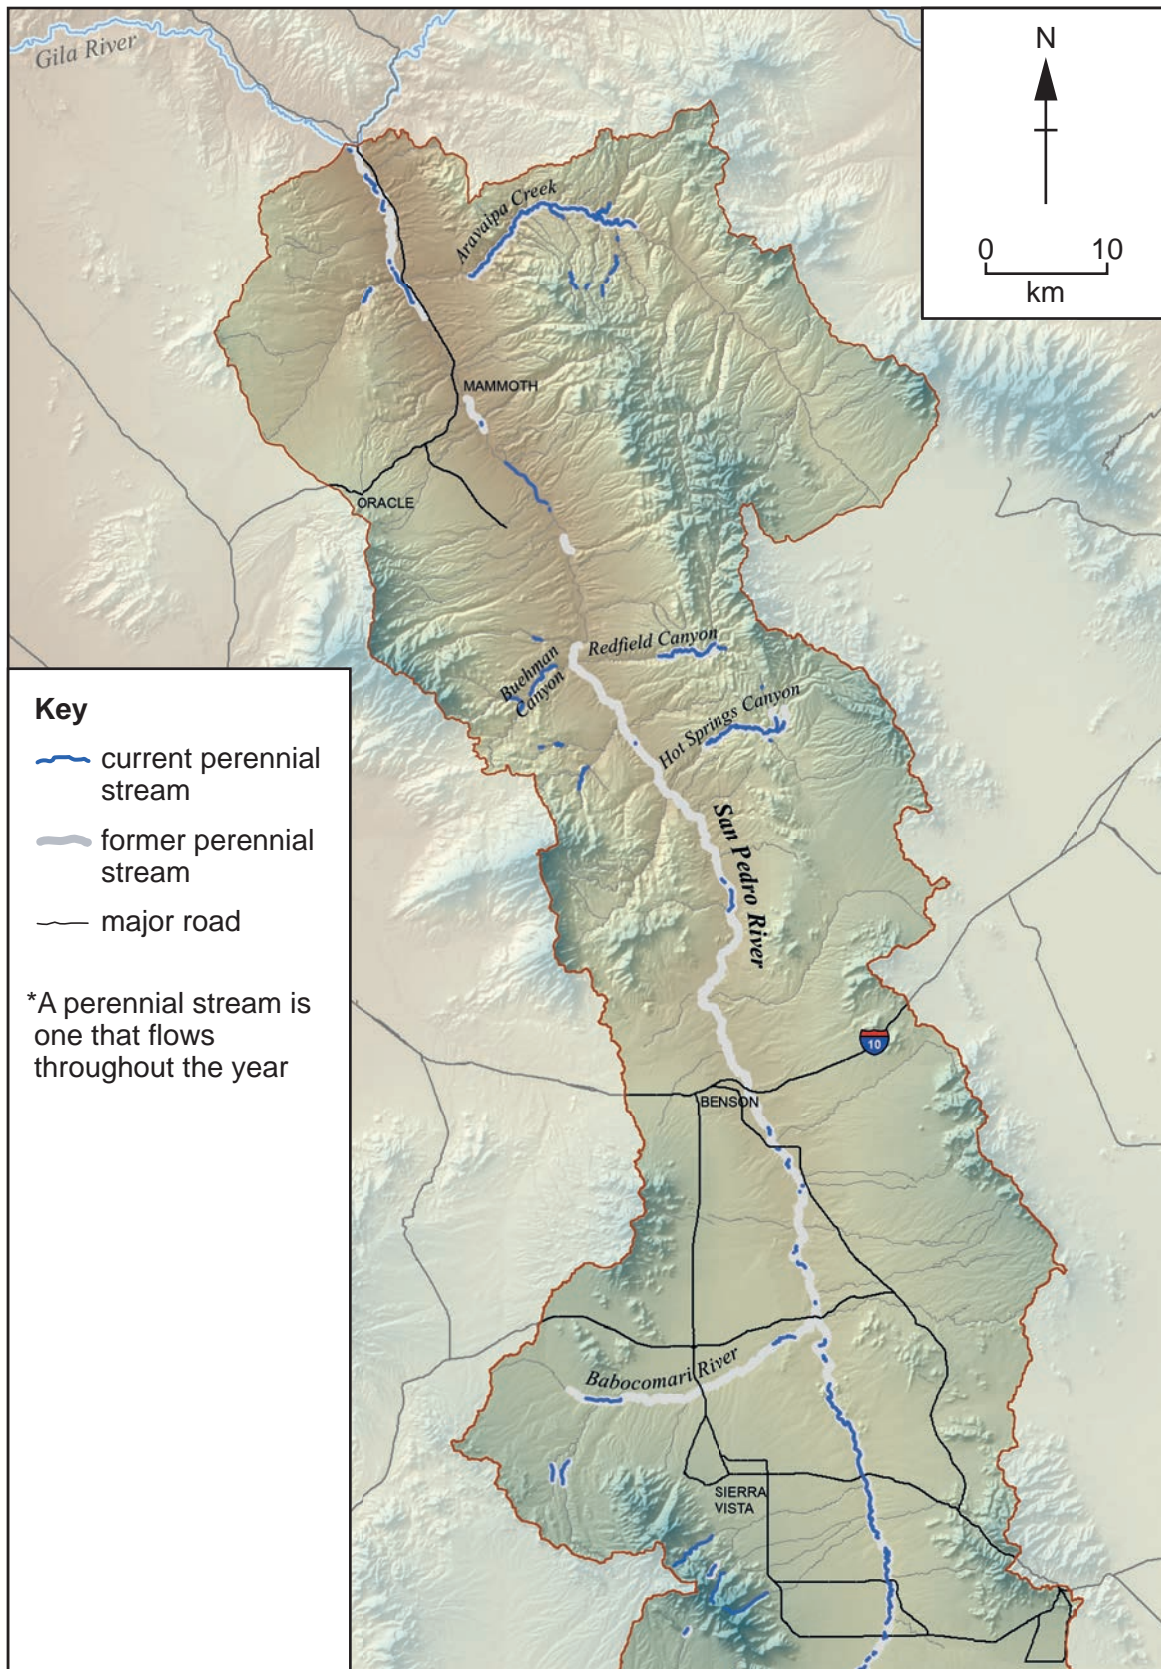 Gila River
N
0 10
km
Aravaipa Creek
MAMMOTH
ORACLE
Redfield Canyon
Buehman
Canyon
Hot Springs Canyon
San Pedro River
Key
current perennial
stream
former perennial
stream
major road
*A perennial stream is
one that flows
throughout the year
10
BENSON
Babocomari River
SIERRA
VISTA